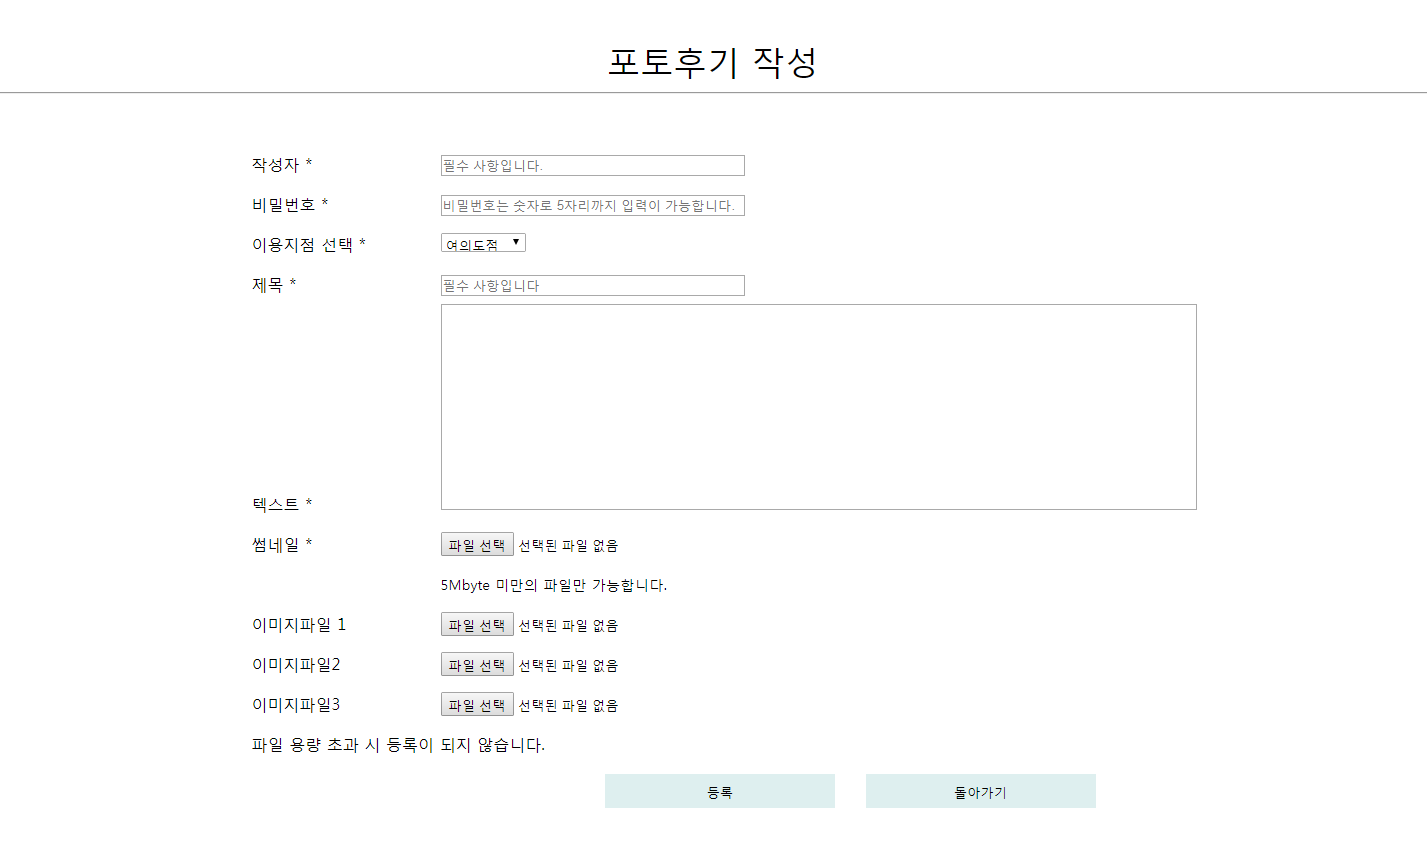 포토후기 작성
작성자 * 필수 사항입니다.
비밀번호 * 비밀번호는 숫자로 5자리까지 입력이 가능합니다.
이용지점 선택 * 여의도점
제목 * 필수 사항입니다
텍스트 *
썸네일 * 파일 선택 선택된 파일 없음
5Mbyte 미만의 파일만 가능합니다.
이미지파일 1 파일 선택 선택된 파일 없음
이미지파일2 파일 선택 선택된 파일 없음
이미지파일3 파일 선택 선택된 파일 없음
파일 용량 초과 시 등록이 되지 않습니다.
등록 돌아가기